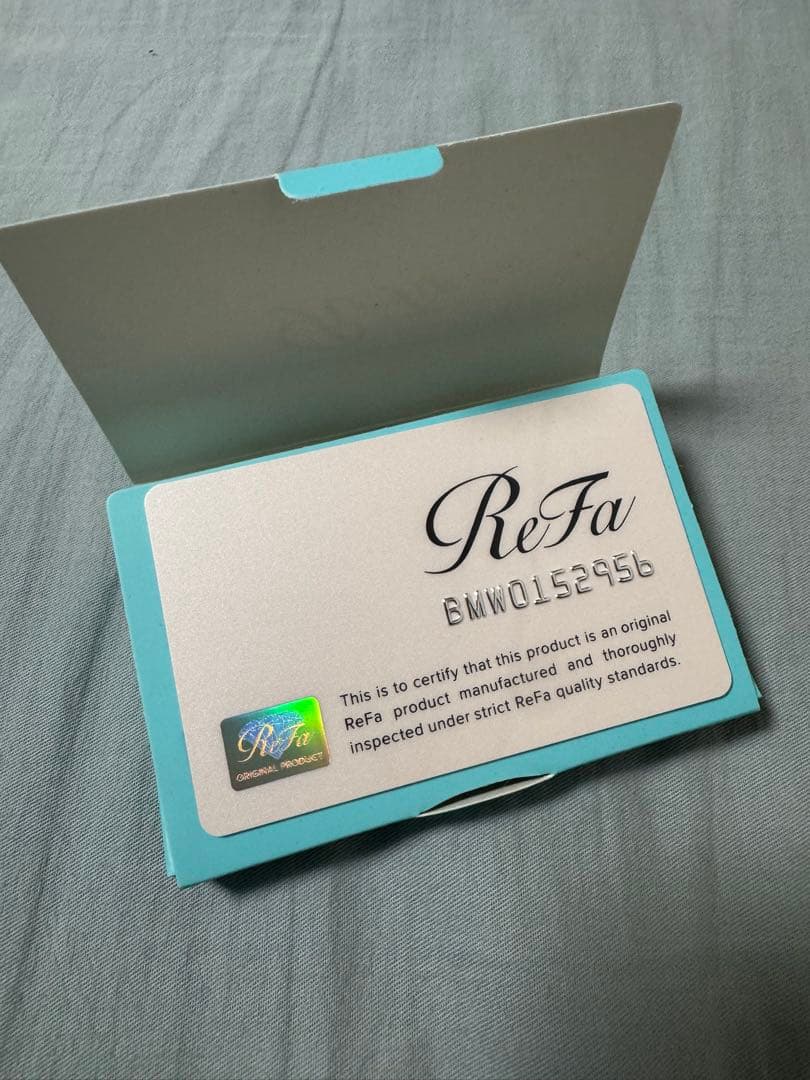 ReFa
BMW0152956
This is to certify that this product is an original
ReFa product manufactured and thoroughly
inspected under strict ReFa quality standards.
ReFa
ORIGINAL PRODUCT